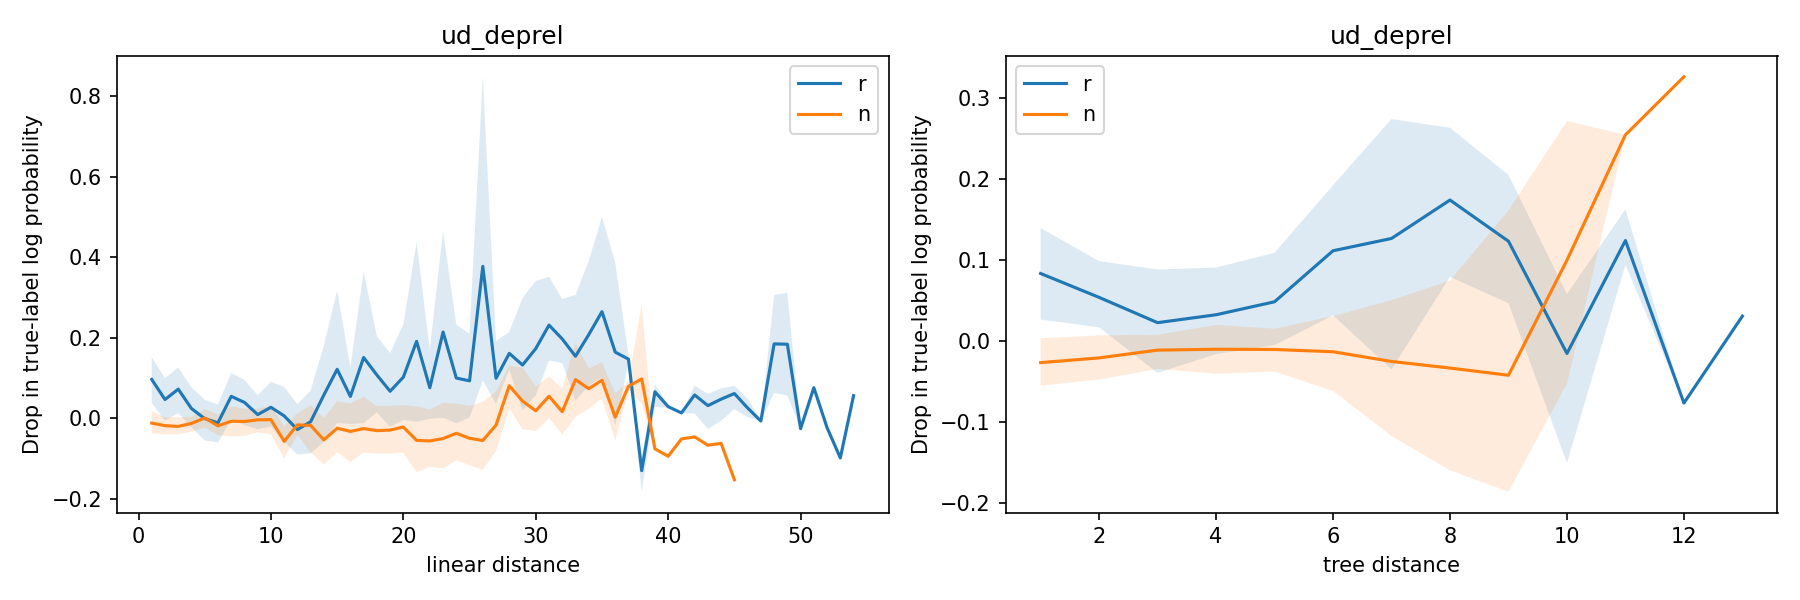 ud_deprel
Drop in true-label log probability
0.8
0.6
0.4
0.2
0.0
−0.2
0
10
20
30
40
50
linear distance
r
n
ud_deprel
Drop in true-label log probability
0.3
0.2
0.1
0.0
−0.1
−0.2
2
4
6
8
10
12
tree distance
r
n